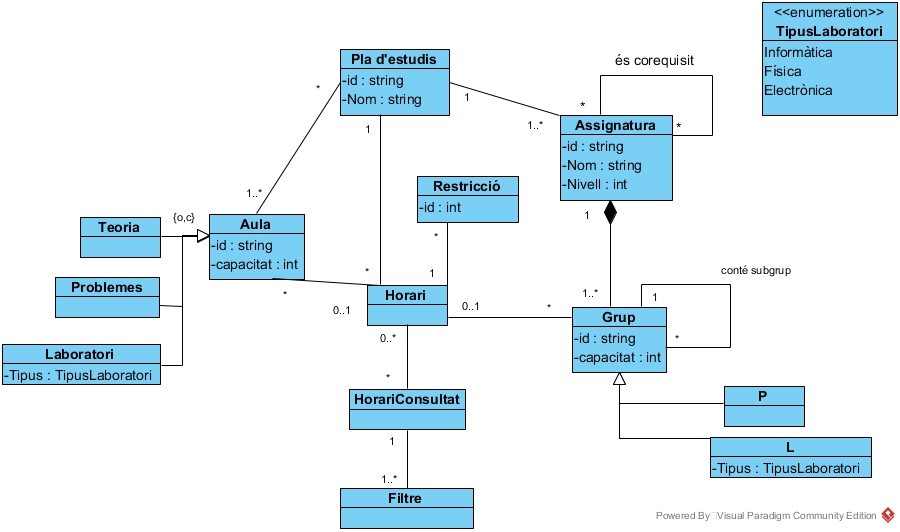 <<enumeration>>
TipusLaboratori
Informàtica
Física
Electrònica
Pla d'estudis
-id : string
-Nom : string
és corequisit
*
1
1
*
1..*
Assignatura
*
-id : string
-Nom : string
-Nivell : int
1..*
Restricció
-id : int
1
{o,c}
Teoria
Aula
-id : string
-capacitat : int
*
1
*
*
Problemes
Horari
0..1
0..1
*
1..*
conté subgrup
1
Grup
-id : string
-capacitat : int
*
0..*
Laboratori
-Tipus : TipusLaboratori
*
HorariConsultat
P
1
L
-Tipus : TipusLaboratori
1..*
Filtre
Powered By Visual Paradigm Community Edition